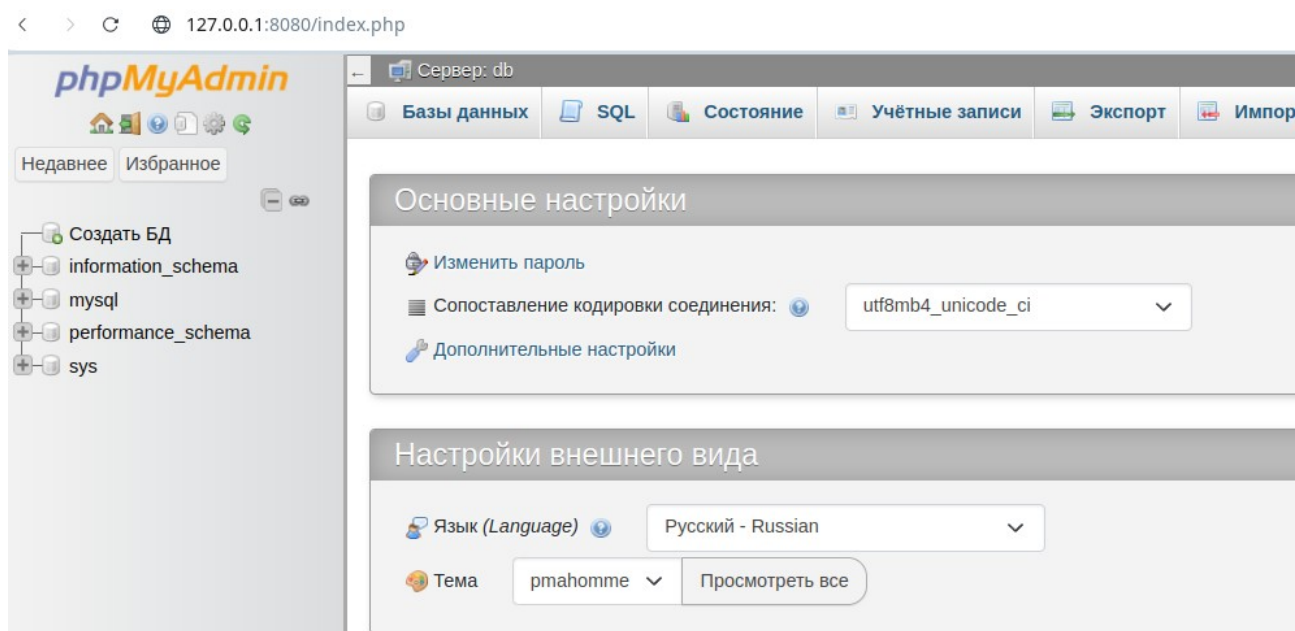 127.0.0.1:8080/index.php
phpMyAdmin
Недавнее Избранное
Создать БД
information_schema
mysql
performance_schema
sys
Сервер: db
Базы данных SQL Состояние Учётные записи Экспорт Импор
Основные настройки
Изменить пароль
Сопоставление кодировки соединения: utf8mb4_unicode_ci
Дополнительные настройки
Настройки внешнего вида
Язык (Language) Русский - Russian
Тема pmahomme Просмотреть все